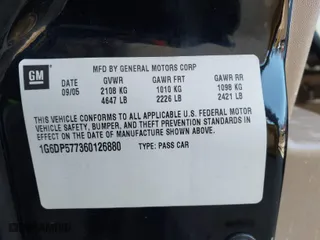 GM
MFD BY GENERAL MOTORS CORP
DATE GVWR GAWR FRT GAWR RR
09/05 2108 KG 1010 KG 1098 KG
4647 LB 2226 LB 2421 LB
THIS VEHICLE CONFORMS TO ALL APPLICABLE U.S. FEDERAL MOTOR
VEHICLE SAFETY, BUMPER, AND THEFT PREVENTION STANDARDS
IN EFFECT ON THE DATE OF MANUFACTURE SHOWN ABOVE.
1G6DP577360126880 TYPE: PASS CAR